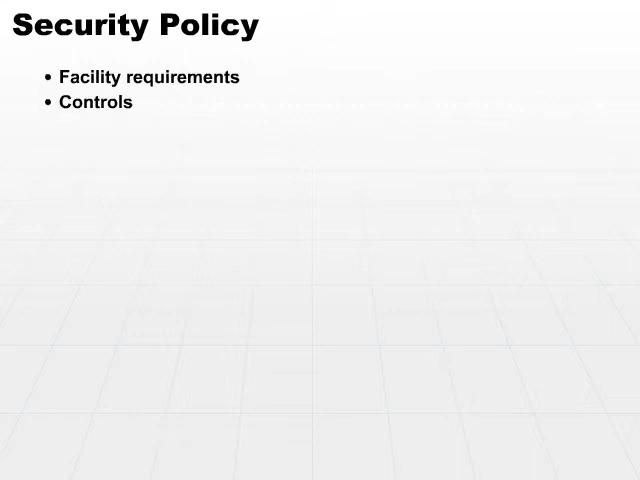 Security Policy
• Facility requirements
• Controls